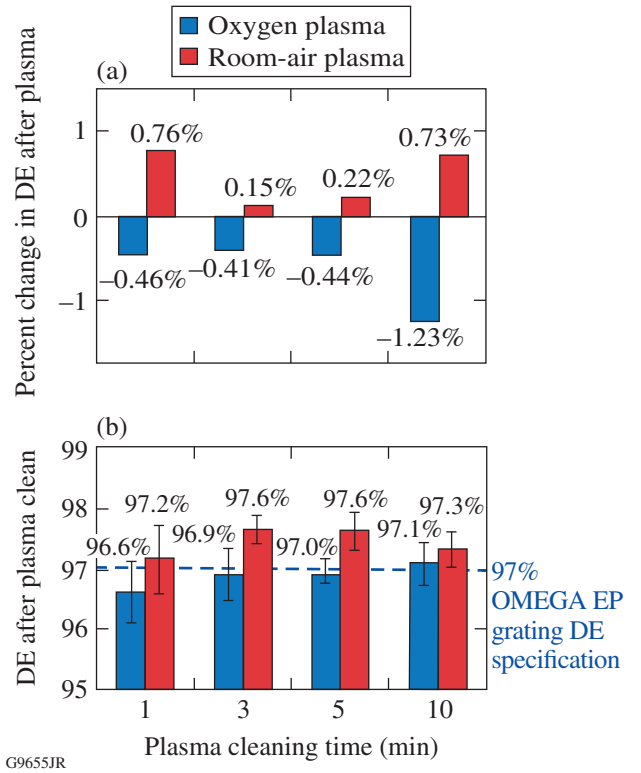 Oxygen plasma
Room-air plasma
(a)
Percent change in DE after plasma
1
0
−1
0.76%
0.15%
0.22%
0.73%
−0.46%
−0.41%
−0.44%
−1.23%
(b)
DE after plasma clean
99
98
97
96
95
96.6%
97.2%
96.9%
97.6%
97.0%
97.6%
97.1%
97.3%
97%
OMEGA EP
grating DE
specification
1 3 5 10
Plasma cleaning time (min)
G9655JR